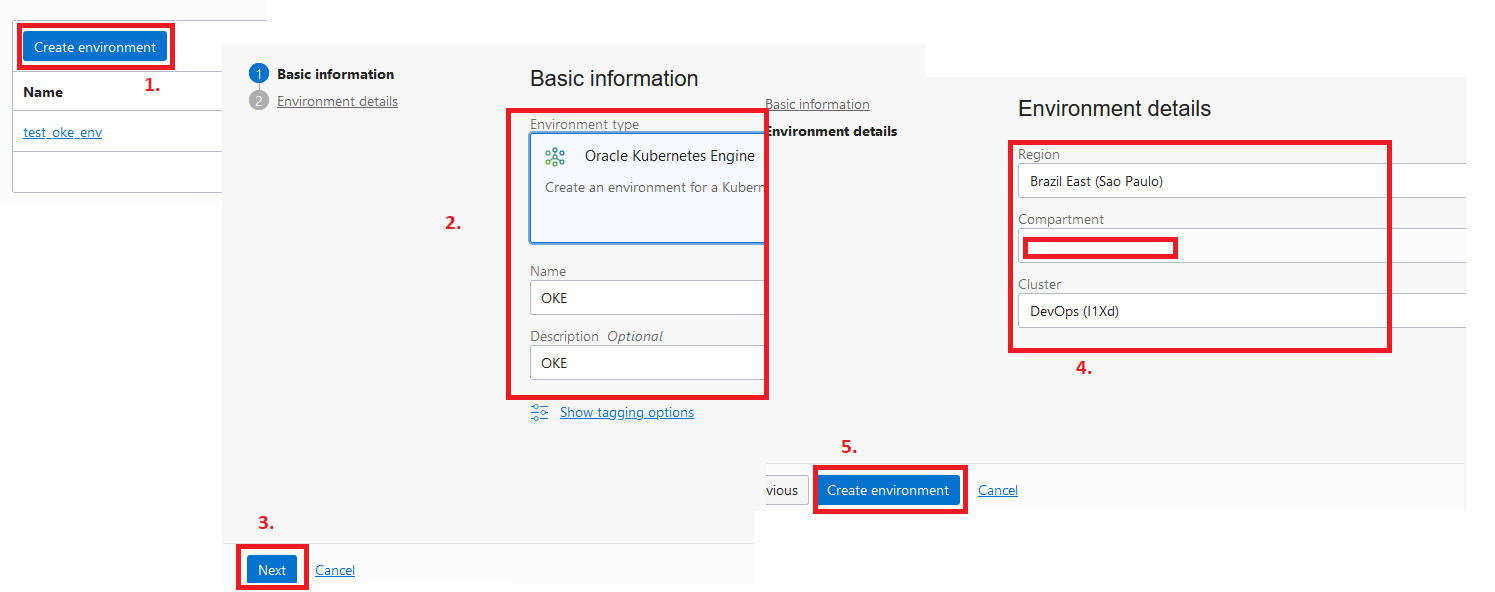 Create environment
1.
Name
test_oke_env
1 Basic information
2 Environment details
Basic information
2.
Environment type
Oracle Kubernetes Engine
Create an environment for a Kubern
Name
OKE
Description Optional
OKE
Show tagging options
3.
Next
Cancel
Basic information
Environment details
Environment details
Region
Brazil East (Sao Paulo)
Compartment
Cluster
DevOps (I1Xd)
4.
5.
vious
Create environment
Cancel